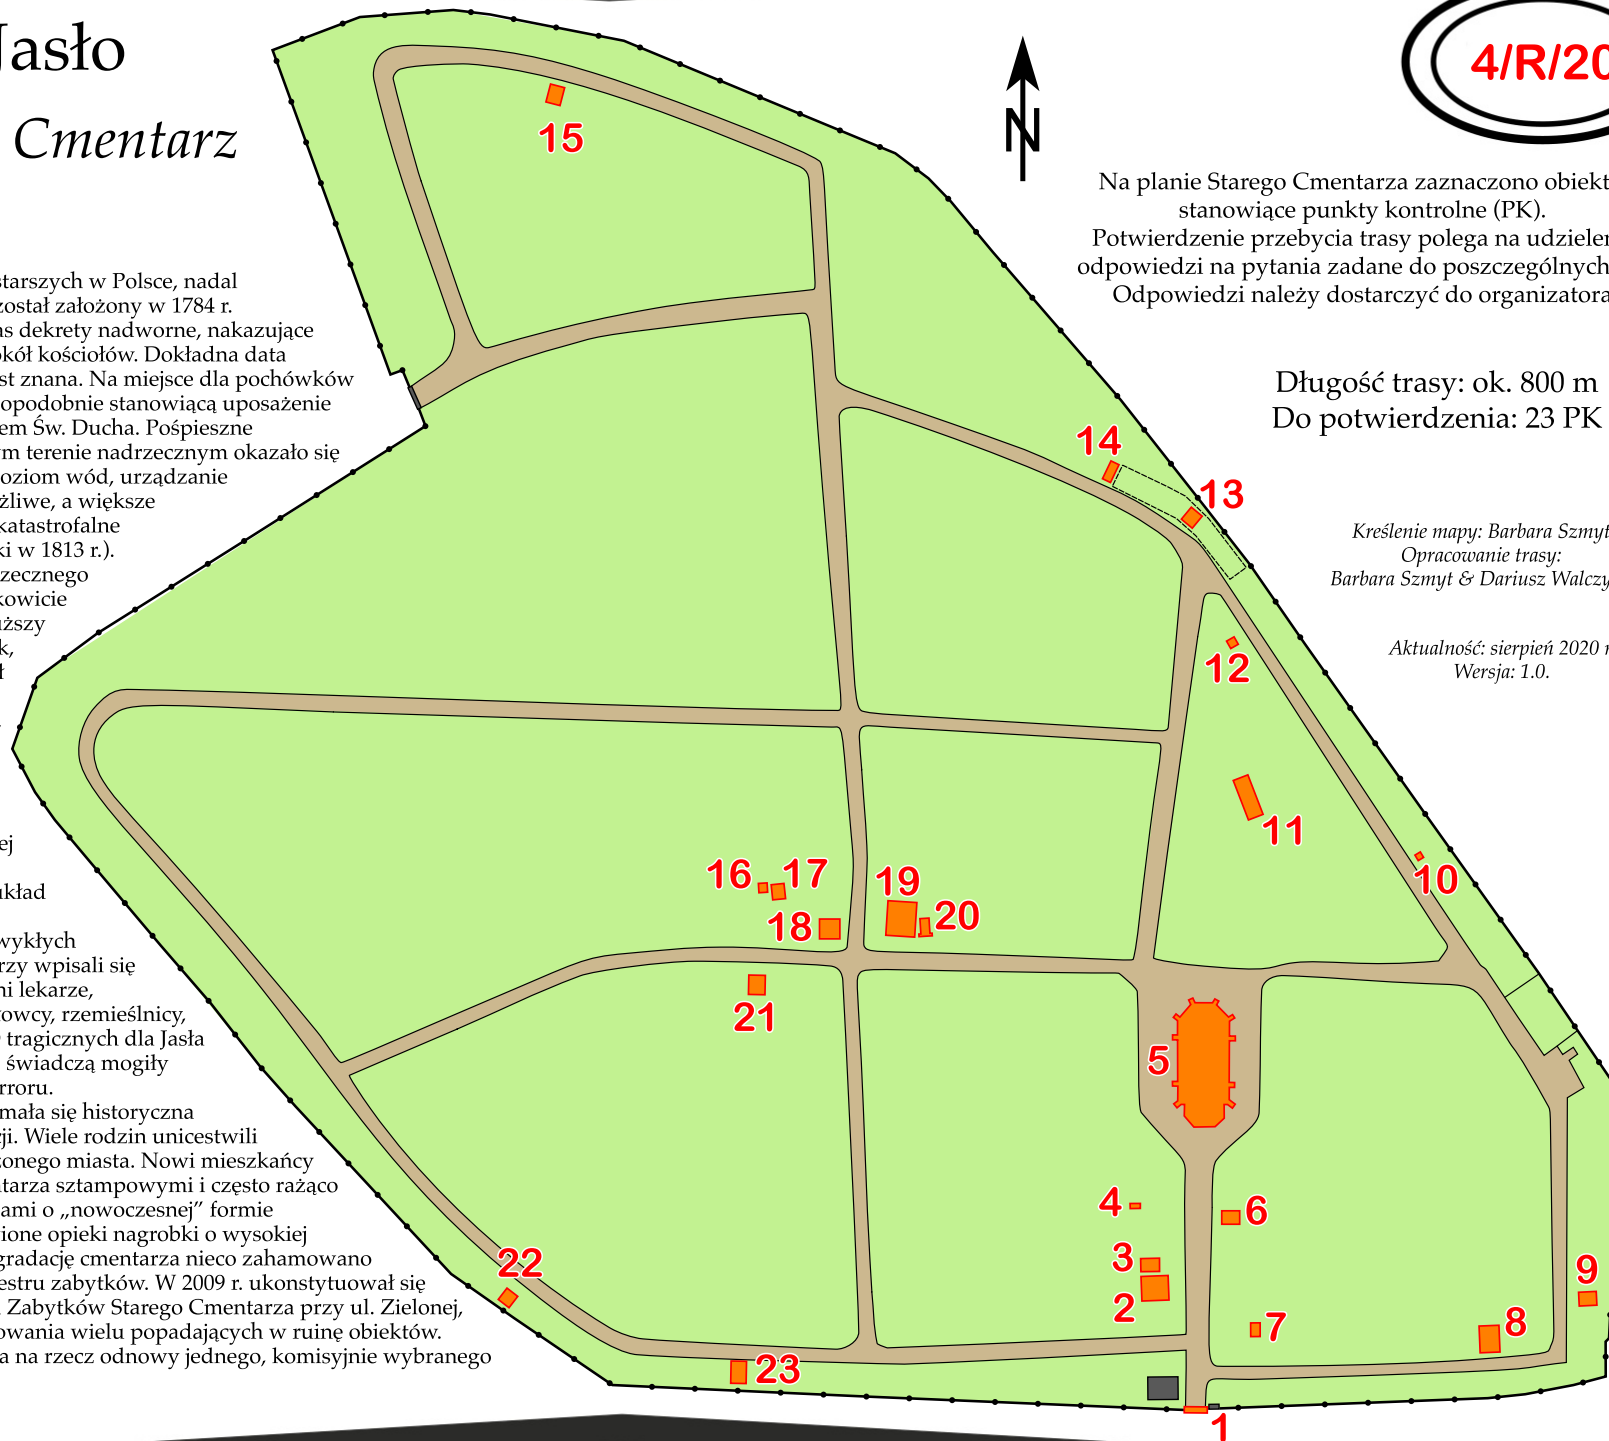 Jasło
Cmentarz
starszych w Polsce, nadal
został założony w 1784 r.
as dekrety nadworne, nakazujące
okół kościołów. Dokładna data
st znana. Na miejsce dla pochówków
opodobnie stanowiącą uposażenie
em Św. Ducha. Pośpieszne
ym terenie nadrzecznym okazało się
oziom wód, urządzanie
żliwe, a większe
katastrofalne
ki w 1813 r.).
zecznego
kowicie
uższy
k,
ł
ej
układ
wykłych
rzy wpisali się
ni lekarze,
towcy, rzemieślnicy,
tragicznych dla Jasła
świadczą mogiły
rroru.
mała się historyczna
ji. Wiele rodzin unicestwili
zonego miasta. Nowi mieszkańcy
ntarza sztampowymi i często rażąco
ami o „nowoczesnej” formie
ione opieki nagrobki o wysokiej
gradację cmentarza nieco zahamowano
estru zabytków. W 2009 r. ukonstytuował się
Zabytków Starego Cmentarza przy ul. Zielonej,
owania wielu popadających w ruinę obiektów.
a na rzecz odnowy jednego, komisyjnie wybranego
N
4/R/20
Na planie Starego Cmentarza zaznaczono obiekt
stanowiące punkty kontrolne (PK).
Potwierdzenie przebycia trasy polega na udzieler
odpowiedzi na pytania zadane do poszczególnych
Odpowiedzi należy dostarczyć do organizatora
Długość trasy: ok. 800 m
Do potwierdzenia: 23 PK
Kreślenie mapy: Barbara Szmyt
Opracowanie trasy:
Barbara Szmyt & Dariusz Walczy
Aktualność: sierpień 2020 r
Wersja: 1.0.
15
14
13
12
11
10
16
17
18
19
20
21
5
4
6
3
2
7
8
9
22
23
1